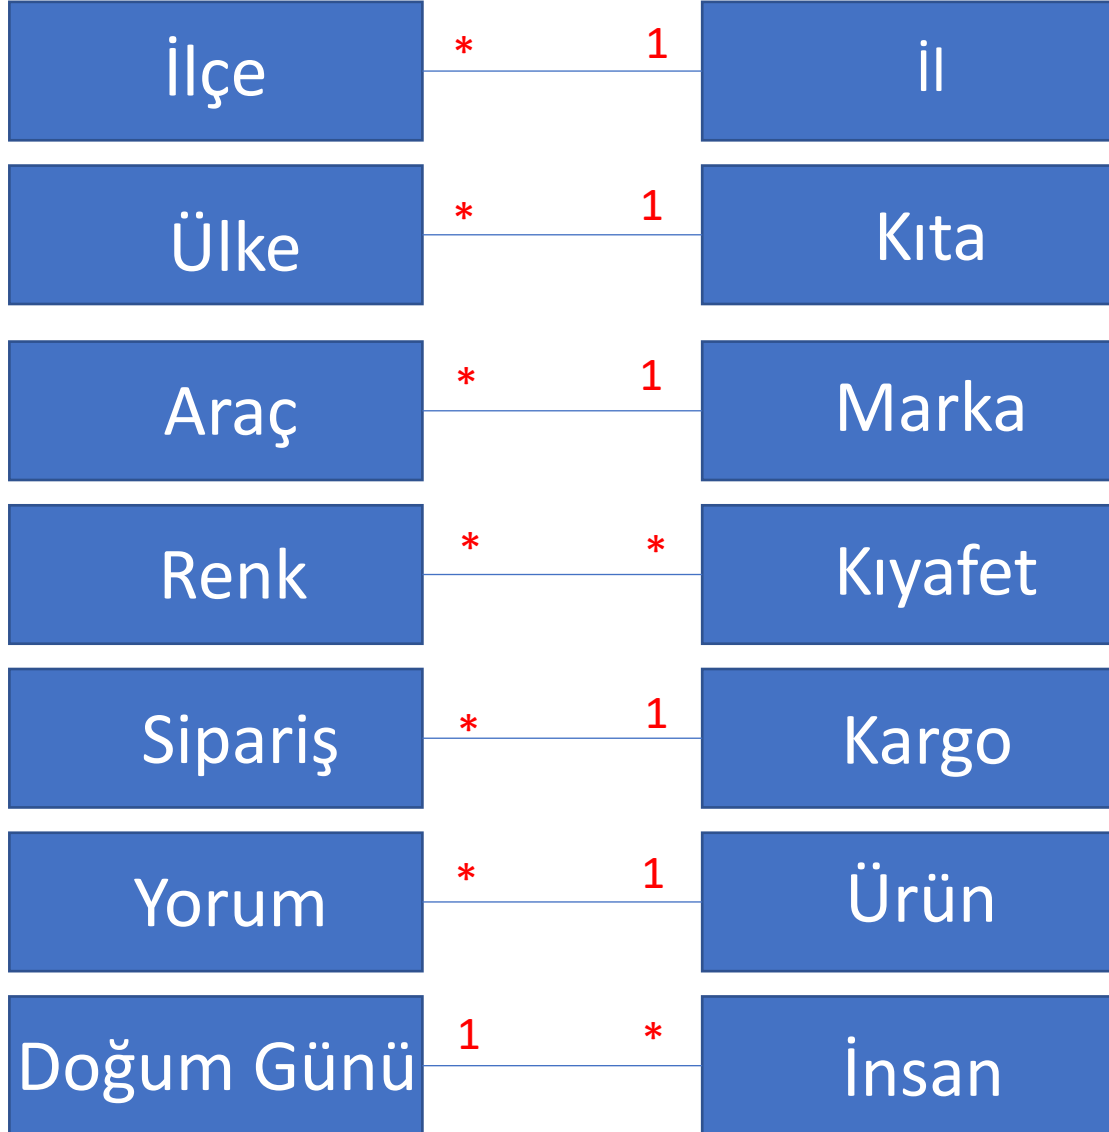 İlçe * 1 İl
Ülke * 1 Kıta
Araç * 1 Marka
Renk * * Kıyafet
Sipariş * 1 Kargo
Yorum * 1 Ürün
Doğum Günü 1 * İnsan